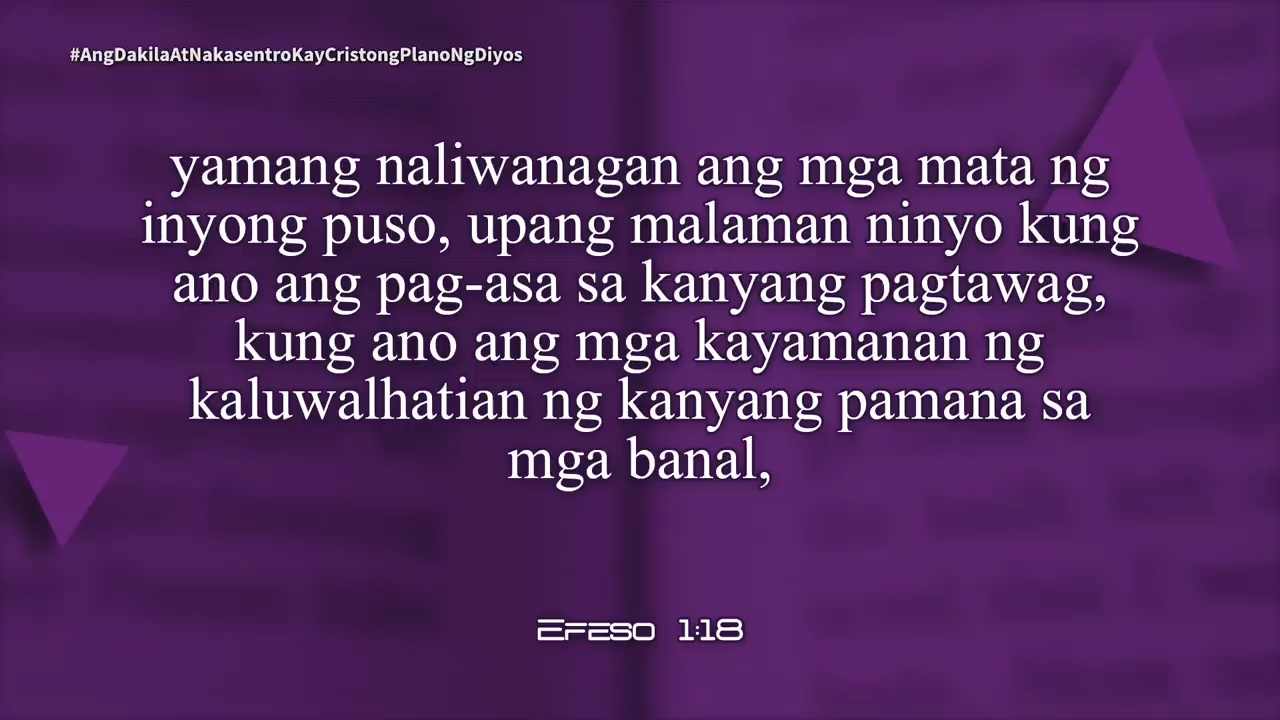 #AngDakilaAtNakasentroKayCristongPlanoNgDiyos
yamang naliwanagan ang mga mata ng
inyong puso, upang malaman ninyo kung
ano ang pag-asa sa kanyang pagtawag,
kung ano ang mga kayamanan ng
kaluwalhatian ng kanyang pamana sa
mga banal,
Efeso 1:18